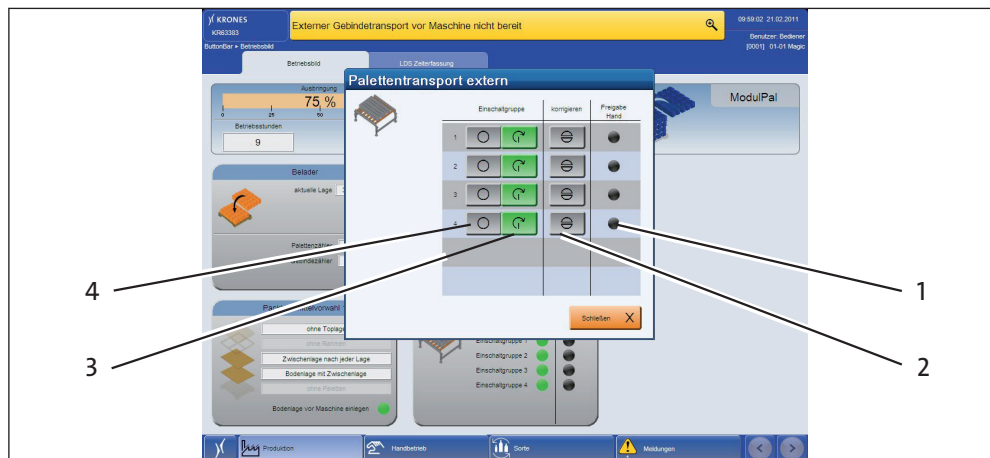 KRONES
KR63383
Externer Gebindetransport vor Maschine nicht bereit
09:59:02 21.02.2011
Benutzer: Bediener
[0001] 01-01 Magic
ButtonBar Betriebsbild
Betriebsbild
LDS Zeiterfassung
Ausbringung
75 %
0 25 50
Betriebsstunden
9
ModulPal
Palettentransport extern
Einschaltgruppe korrigieren Freigabe Hand
1
2
3
4
Schließen X
Belader
aktuelle Lage
Palettenzähler
Gebindezähler
ohne Toplage
ohne Rahmen
Zwischenlage nach jeder Lage
Bodenlage mit Zwischenlage
ohne Paletten
Bodenlage vor Maschine einlegen
Einschaltgruppe 1
Einschaltgruppe 2
Einschaltgruppe 3
Einschaltgruppe 4
Produktion
Handbetrieb
Sorte
Meldungen
4
3
1
2